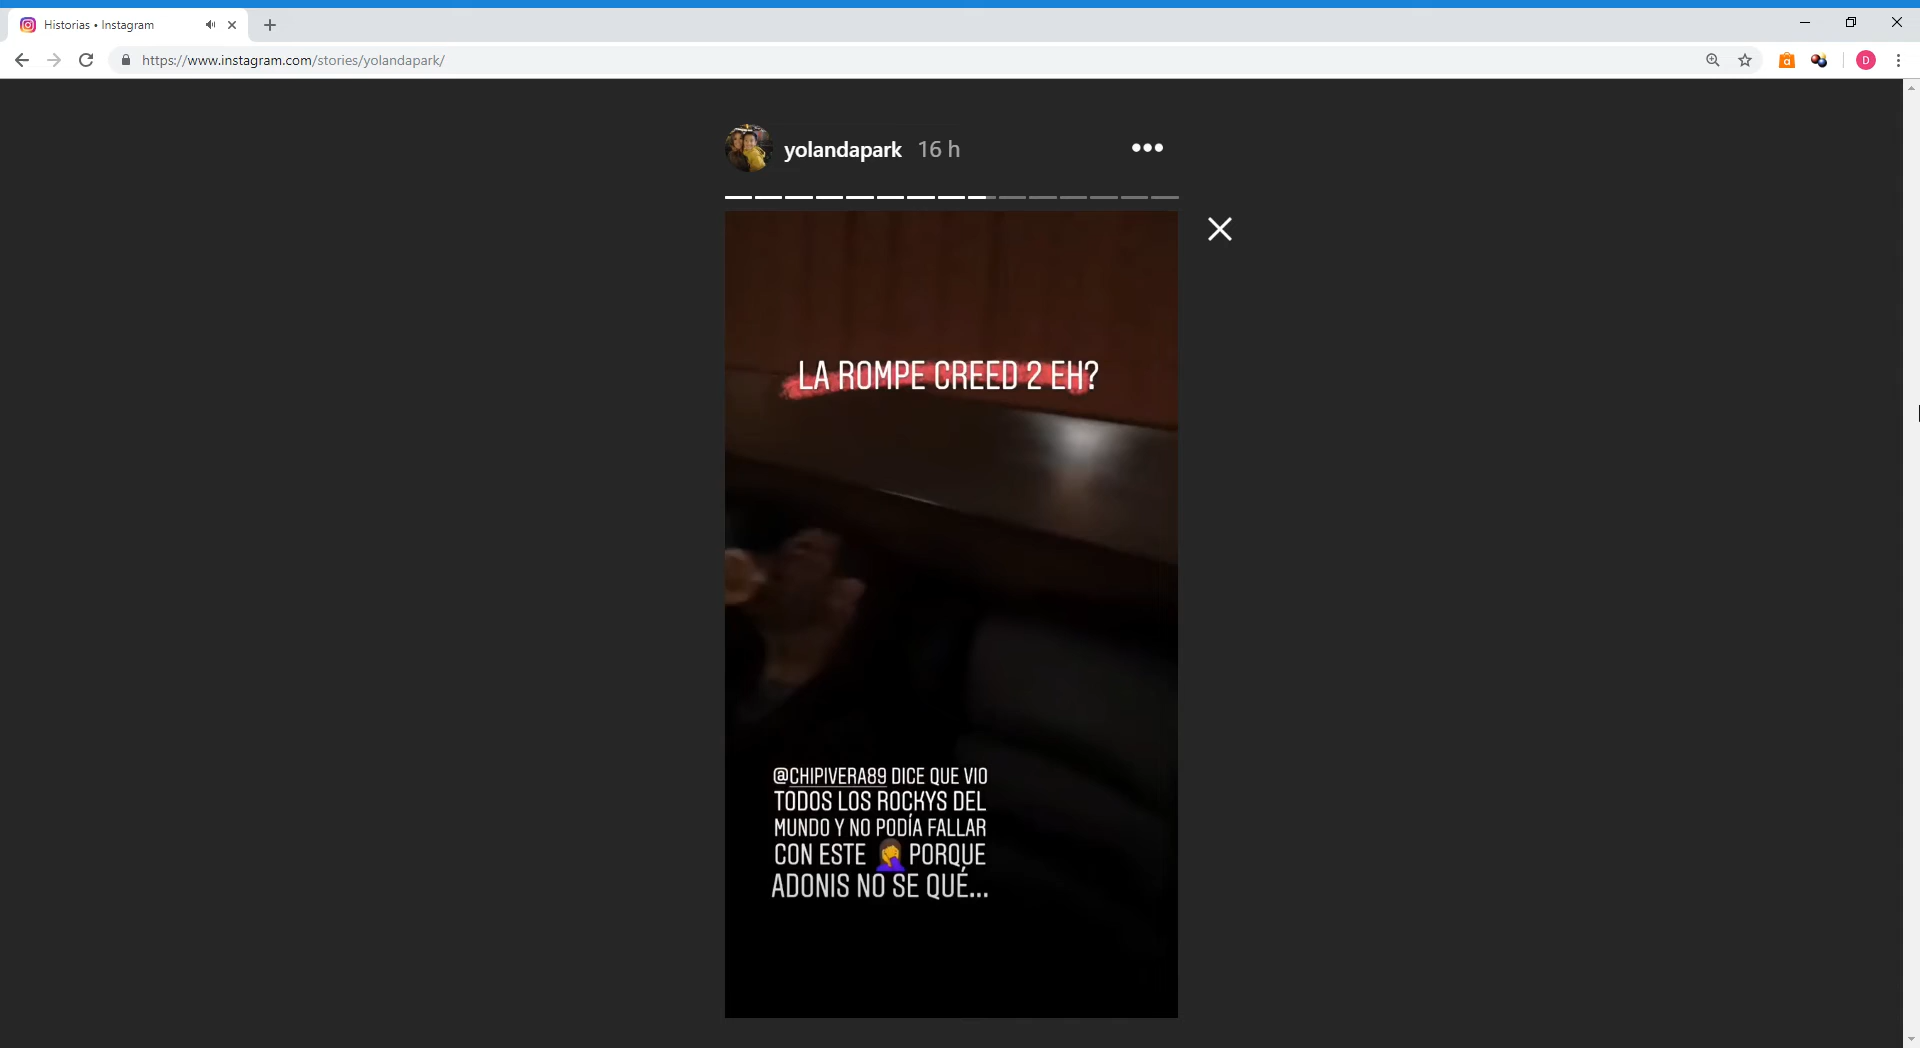 Historias • Instagram
https://www.instagram.com/stories/yolandapark/
a
D
yolandapark 16 h
LA ROMPE CREED 2 EH?
@CHIPIVERA89 DICE QUE VIO
TODOS LOS ROCKYS DEL
MUNDO Y NO PODÍA FALLAR
CON ESTE 🤦‍♀️ PORQUE
ADONIS NO SE QUÉ...